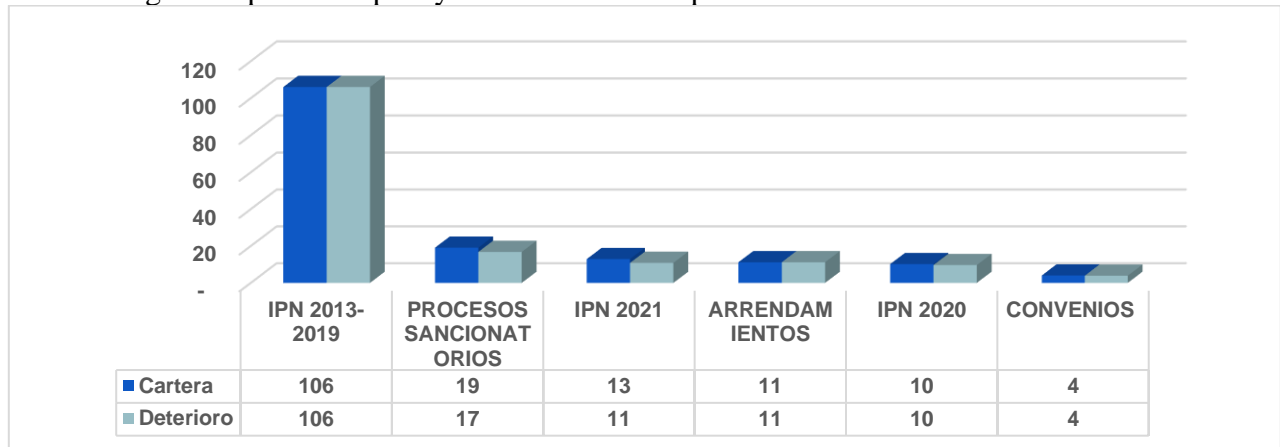 120
100
80
60
40
20
-
IPN 2013-
2019
PROCESOS
SANCIONAT
ORIOS
IPN 2021
ARRENDAM
IENTOS
IPN 2020
CONVENIOS
Cartera 106 19 13 11 10 4
Deterioro 106 17 11 11 10 4